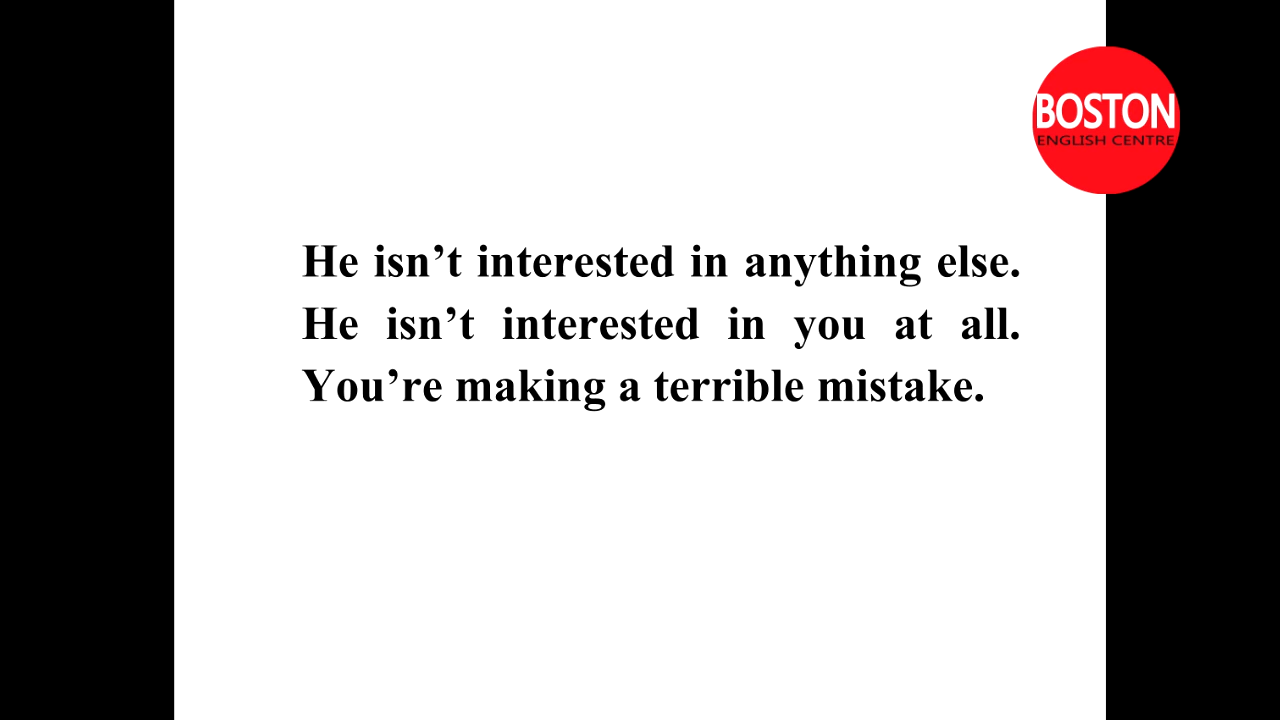 BOSTON
ENGLISH CENTRE
He isn’t interested in anything else.
He isn’t interested in you at all.
You’re making a terrible mistake.